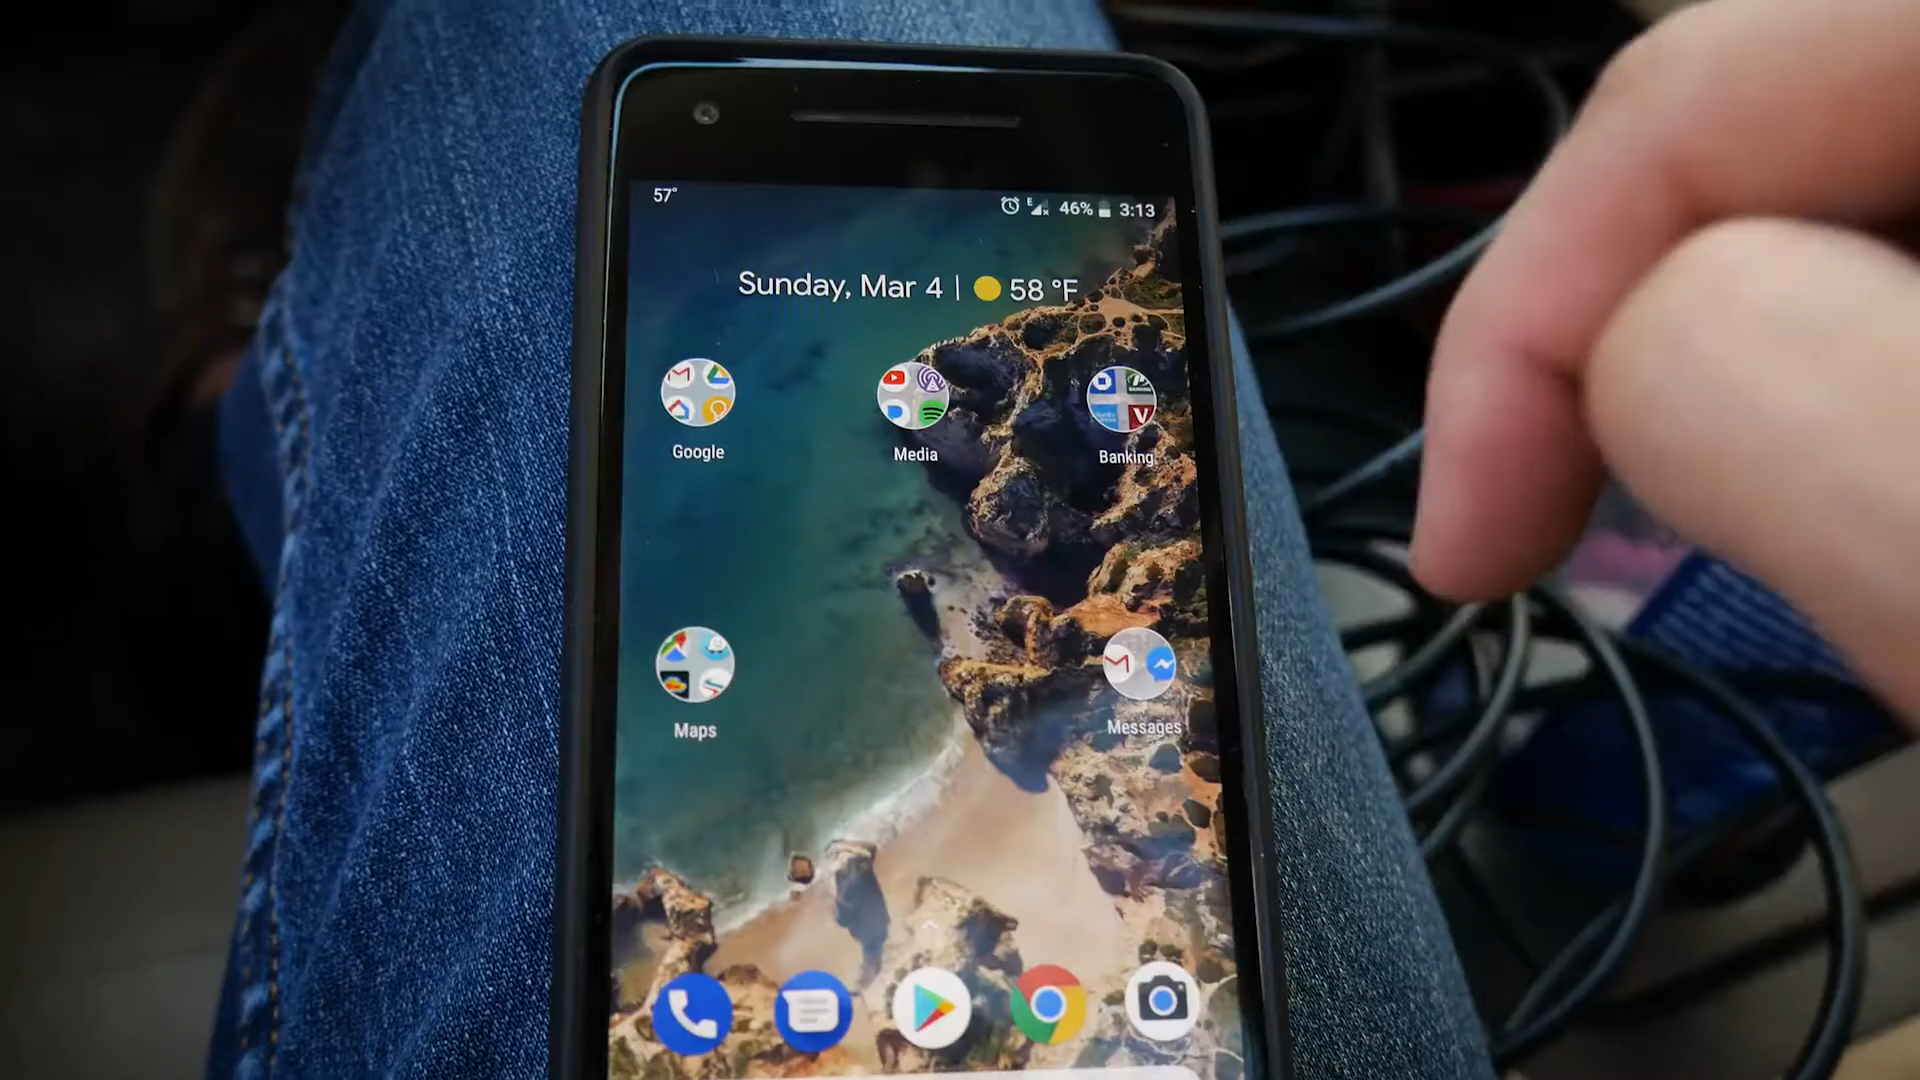 57°
E 46% 3:13
Sunday, Mar 4 | 58 °F
Google
Media
Banking
Maps
Messages